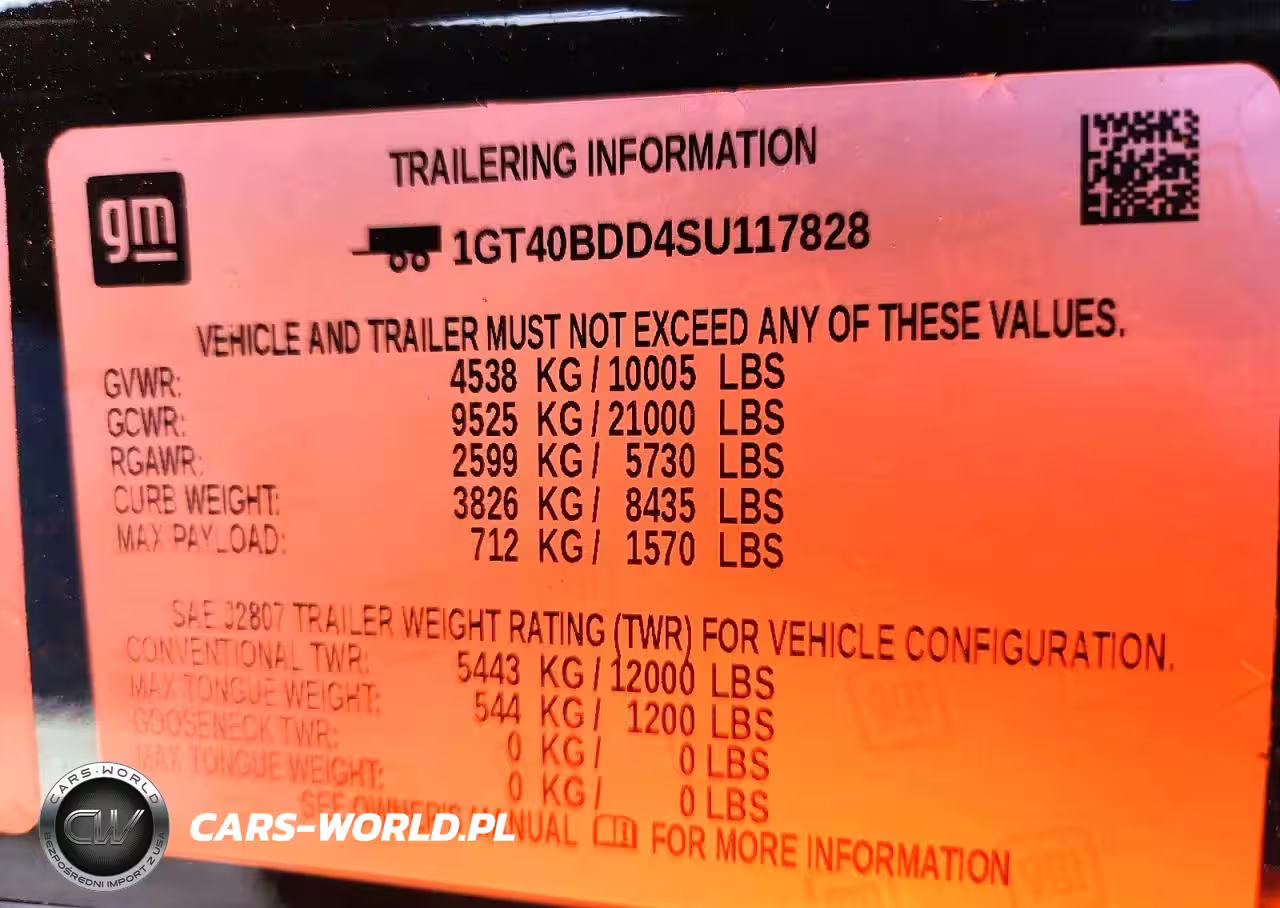 gm
TRAILERING INFORMATION
1GT40BDD4SU117828
VEHICLE AND TRAILER MUST NOT EXCEED ANY OF THESE VALUES.
GVWR: 4538 KG / 10005 LBS
GCWR: 9525 KG / 21000 LBS
RGAWR: 2599 KG / 5730 LBS
CURB WEIGHT: 3826 KG / 8435 LBS
MAX PAYLOAD: 712 KG / 1570 LBS
SAE J2807 TRAILER WEIGHT RATING (TWR) FOR VEHICLE CONFIGURATION.
CONVENTIONAL TWR: 5443 KG / 12000 LBS
MAX TONGUE WEIGHT: 544 KG / 1200 LBS
GOOSENECK TWR: 0 KG / 0 LBS
MAX TONGUE WEIGHT: 0 KG / 0 LBS
SEE OWNER'S MANUAL FOR MORE INFORMATION
CARS-WORLD
CW
BEZPOŚREDNI IMPORT Z USA
CARS-WORLD.PL